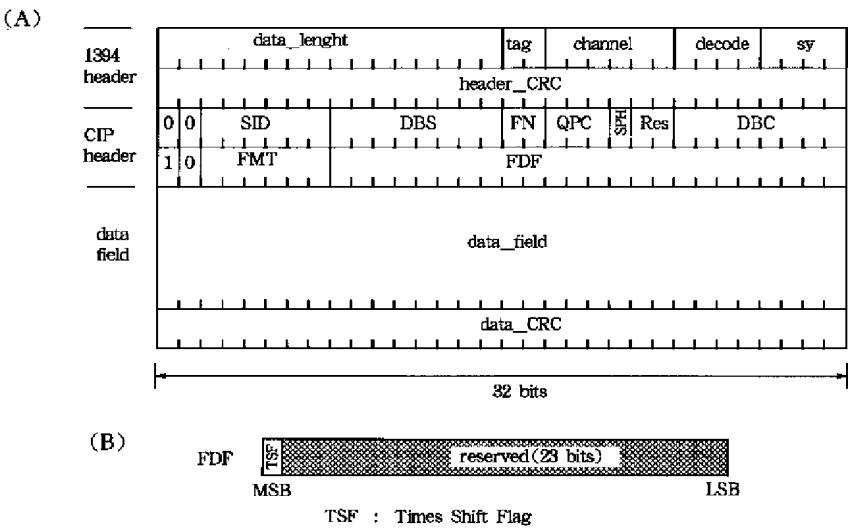 (A)
1394 header
data_lenght tag channel decode sy
header_CRC
CIP header
0 0 SID DBS FN QPC SPH Res DBC
1 0 FMT FDF
data field
data_field
data_CRC
32 bits
(B)
FDF TSF reserved(23 bits)
MSB LSB
TSF : Times Shift Flag